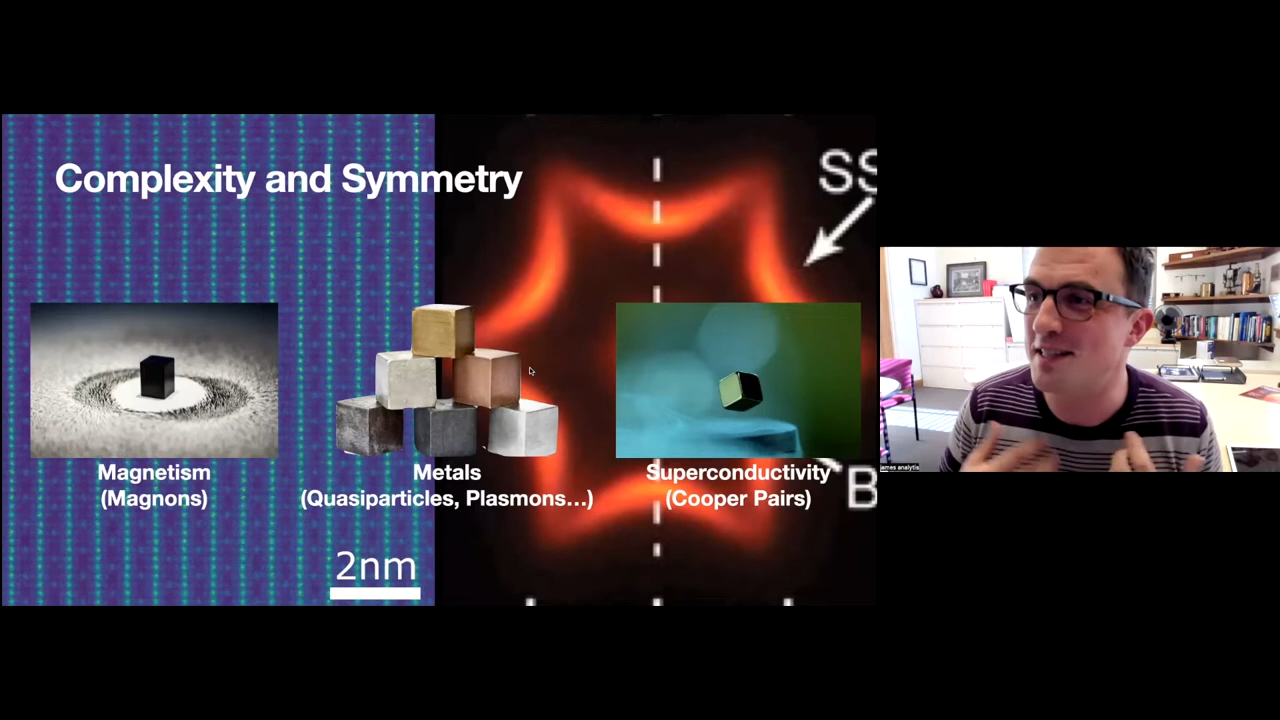 Complexity and Symmetry
SS
Magnetism
(Magnons)
Metals
(Quasiparticles, Plasmons…)
Superconductivity
(Cooper Pairs)
B
2nm
james analytis